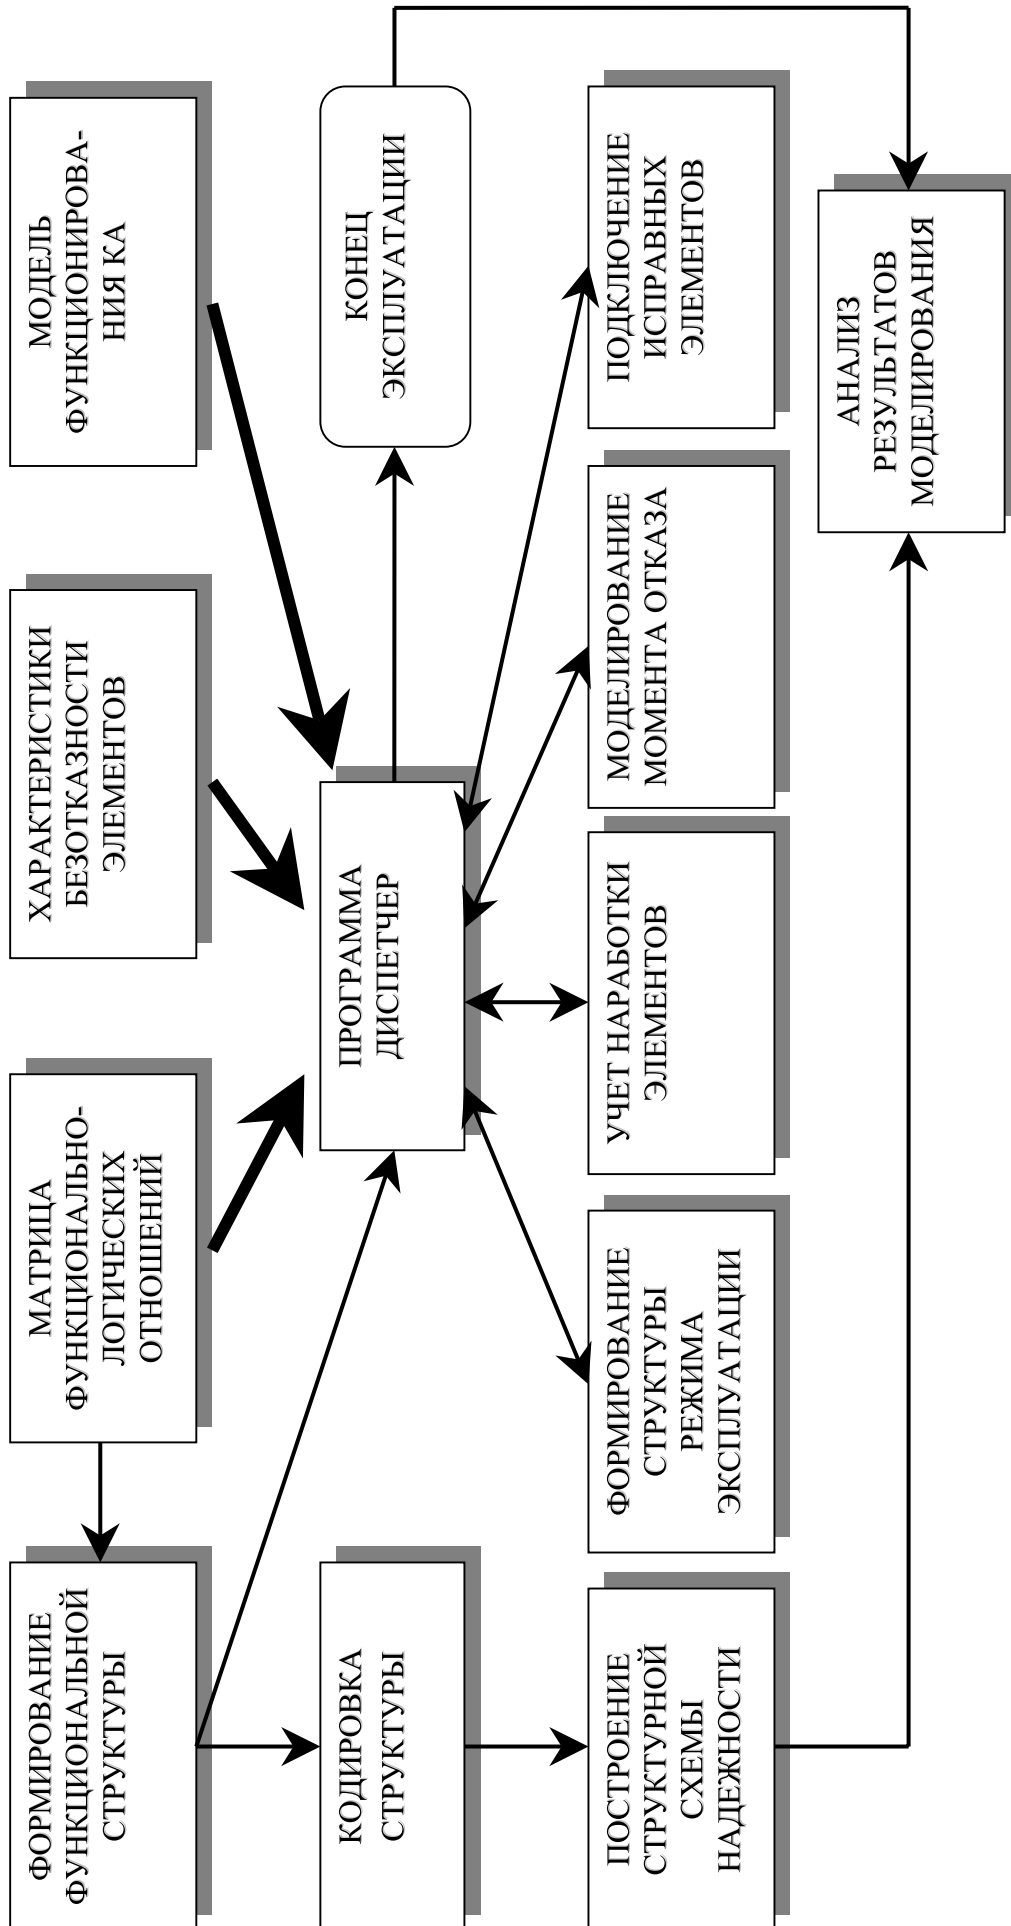 ФОРМИРОВАНИЕ
ФУНКЦИОНАЛЬНОЙ
СТРУКТУРЫ
МАТРИЦА
ФУНКЦИОНАЛЬНО-
ЛОГИЧЕСКИХ
ОТНОШЕНИЙ
ХАРАКТЕРИСТИКИ
БЕЗОТКАЗНОСТИ
ЭЛЕМЕНТОВ
МОДЕЛЬ
ФУНКЦИОНИРОВА-
НИЯ КА
КОДИРОВКА
СТРУКТУРЫ
ПРОГРАММА
ДИСПЕТЧЕР
КОНЕЦ
ЭКСПЛУАТАЦИИ
ПОСТРОЕНИЕ
СТРУКТУРНОЙ
СХЕМЫ
НАДЕЖНОСТИ
ФОРМИРОВАНИЕ
СТРУКТУРЫ
РЕЖИМА
ЭКСПЛУАТАЦИИ
УЧЕТ НАРАБОТКИ
ЭЛЕМЕНТОВ
МОДЕЛИРОВАНИЕ
МОМЕНТА ОТКАЗА
ПОДКЛЮЧЕНИЕ
ИСПРАВНЫХ
ЭЛЕМЕНТОВ
АНАЛИЗ
РЕЗУЛЬТАТОВ
МОДЕЛИРОВАНИЯ